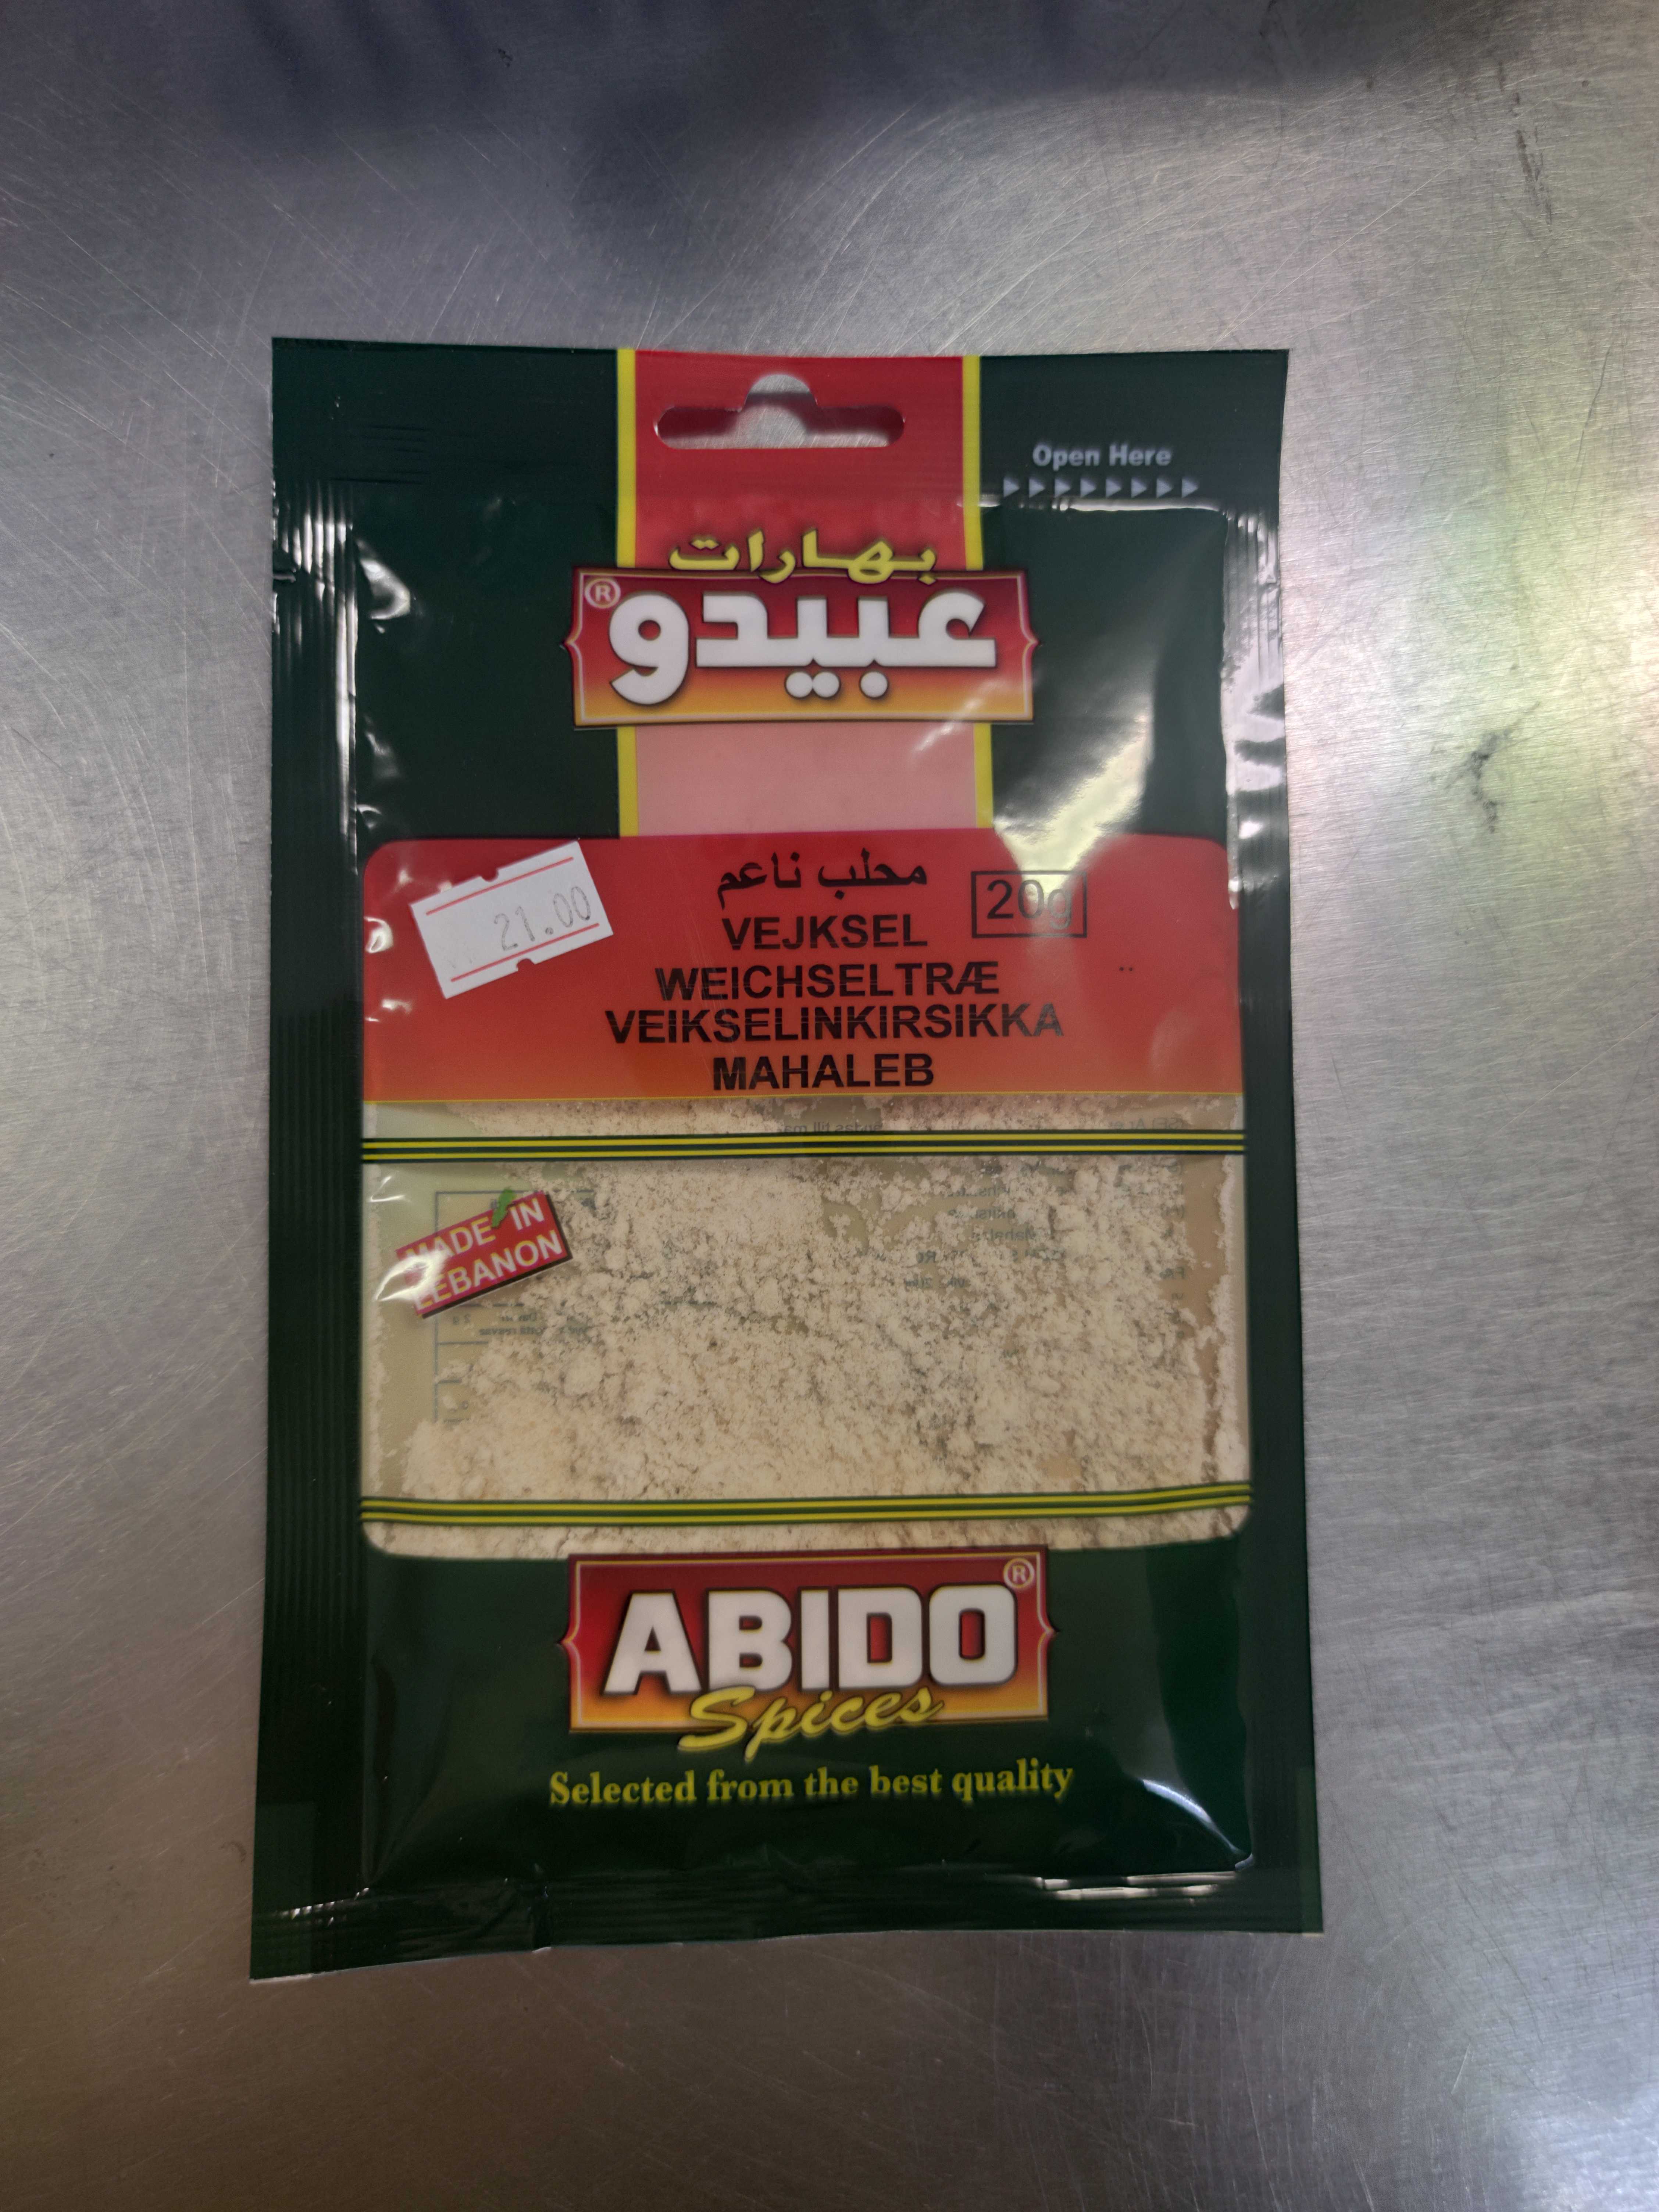 Open Here
بهارات
عبيدو®
21.00
محلب ناعم
20g
VEJKSEL
WEICHSELTRÆ
VEIKSELINKIRSIKKA
MAHALEB
MADE IN
LEBANON
ABIDO®
Spices
Selected from the best quality